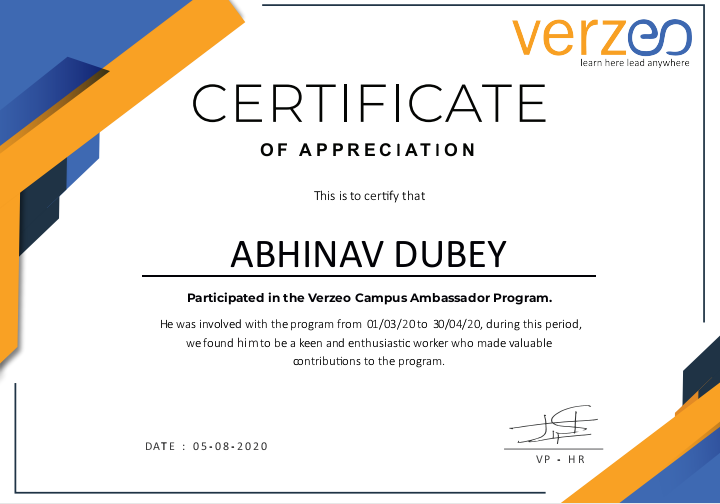 verzeo
learn here lead anywhere
CERTIFICATE
OF APPRECIATION
This is to certify that
ABHINAV DUBEY
Participated in the Verzeo Campus Ambassador Program.
He was involved with the program from 01/03/20 to 30/04/20, during this period,
we found him to be a keen and enthusiastic worker who made valuable
contributions to the program.
DATE : 05-08-2020
VP - HR